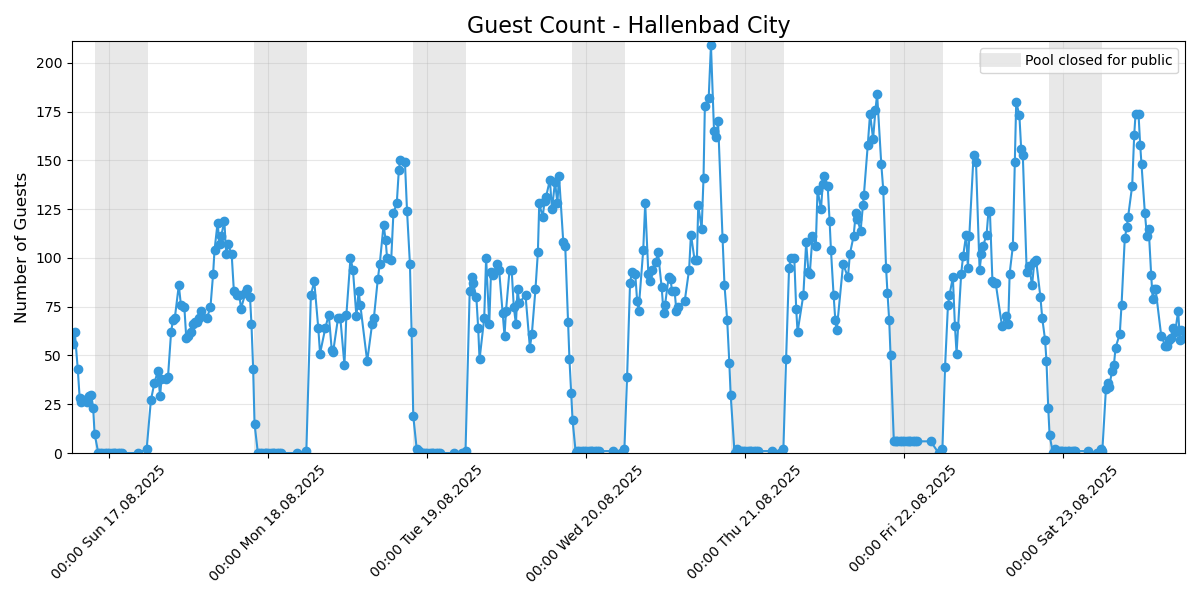 Guest Count - Hallenbad City
Pool closed for public
Number of Guests
200
175
150
125
100
75
50
25
0
00:00 Sun 17.08.2025
00:00 Mon 18.08.2025
00:00 Tue 19.08.2025
00:00 Wed 20.08.2025
00:00 Thu 21.08.2025
00:00 Fri 22.08.2025
00:00 Sat 23.08.2025